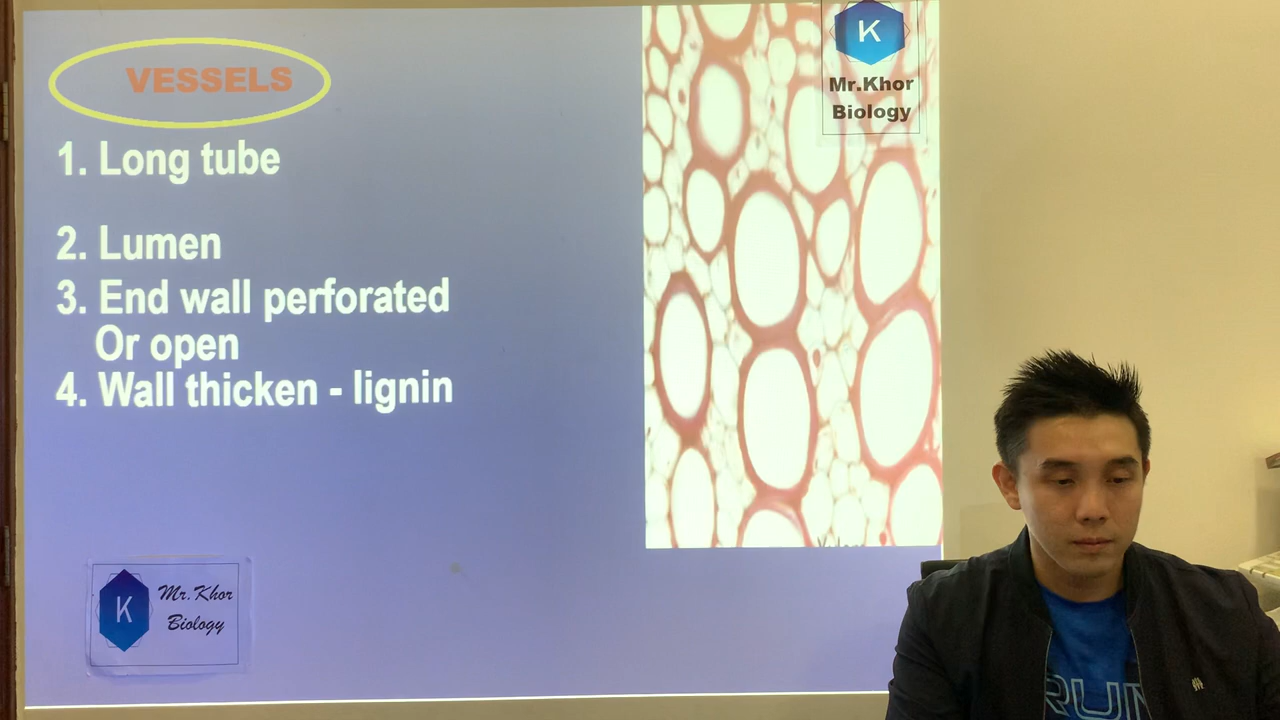 VESSELS
1. Long tube
2. Lumen
3. End wall perforated
Or open
4. Wall thicken - lignin
K
Mr.Khor
Biology
K
Mr.Khor
Biology
RUN